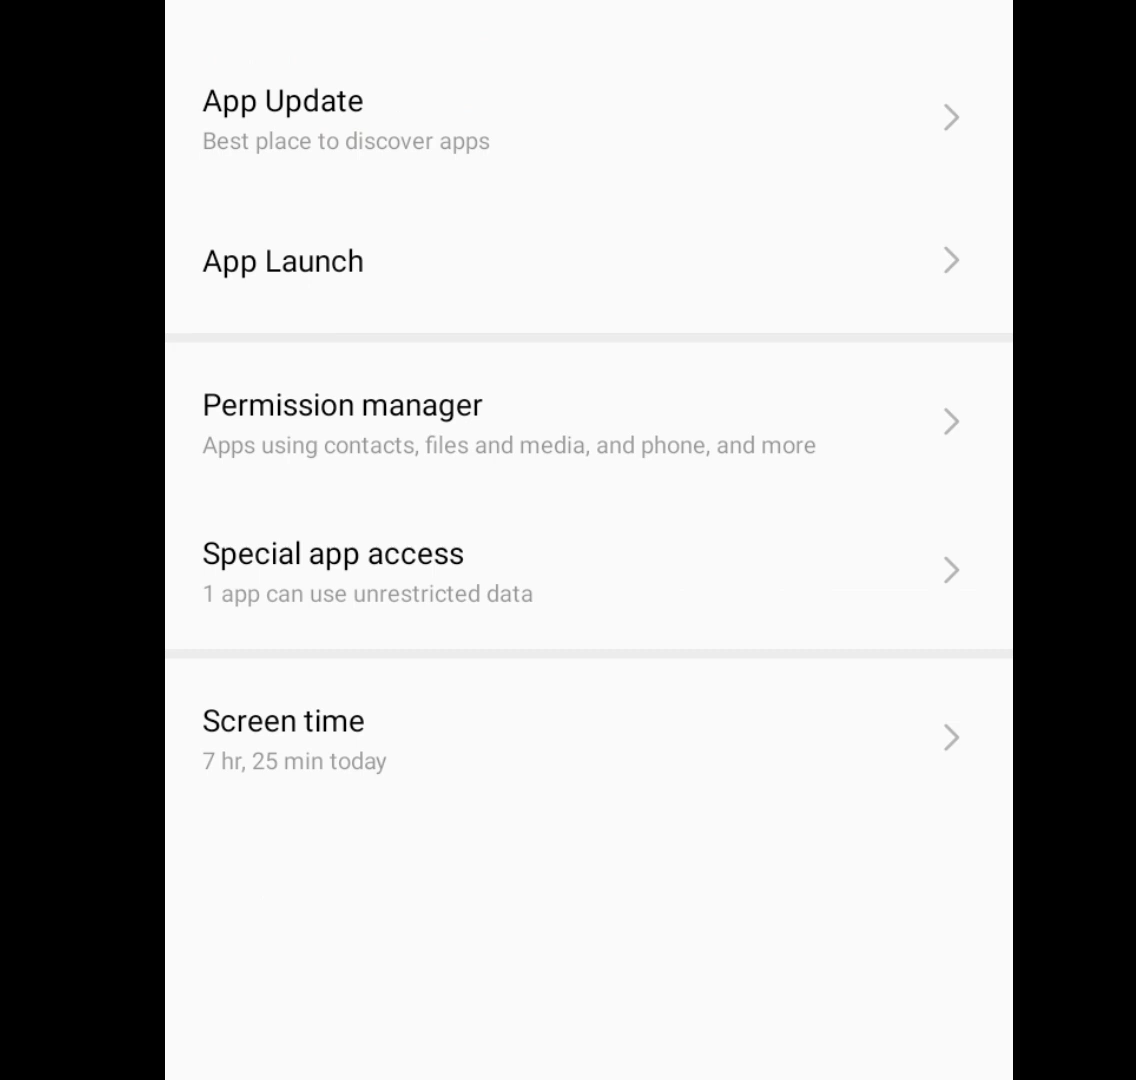 App Update
Best place to discover apps
App Launch
Permission manager
Apps using contacts, files and media, and phone, and more
Special app access
1 app can use unrestricted data
Screen time
7 hr, 25 min today